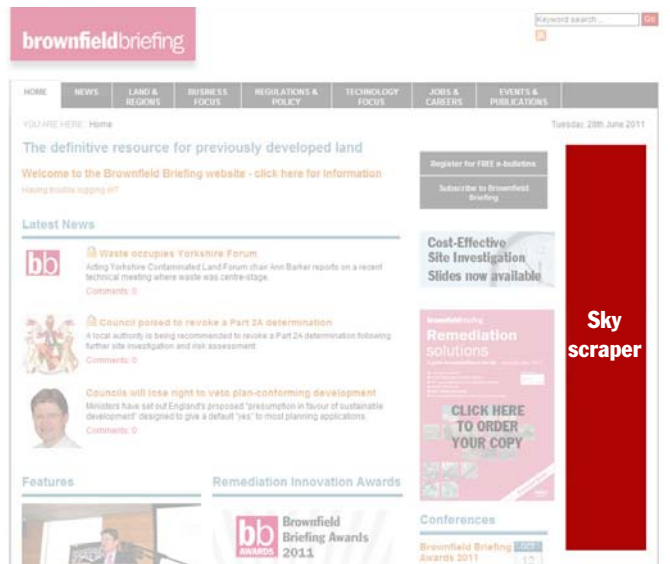 Keyword search ...
Go
brownfieldbriefing
HOME
NEWS
LAND & REGIONS
BUSINESS FOCUS
REGULATIONS & POLICY
TECHNOLOGY FOCUS
JOBS & CAREERS
EVENTS & PUBLICATIONS
YOU ARE HERE: Home
Tuesday, 28th June 2011
The definitive resource for previously developed land
Welcome to the Brownfield Briefing website - click here for information
Having trouble logging in?
Latest News
bb
Waste occupies Yorkshire Forum
Acting Yorkshire Contaminated Land Forum chair Ann Barker reports on a recent
technical meeting where waste was centre-stage.
Comments: 0
Council poised to revoke a Part 2A determination
A local authority is being recommended to revoke a Part 2A determination following
further site investigation and risk assessment.
Comments: 0
Councils will lose right to veto plan-conforming development
Ministers have set out England's proposed "presumption in favour of sustainable
development" designed to give a default "yes" to most planning applications.
Comments: 0
Features
Remediation Innovation Awards
bb
AWARDS
Brownfield
Briefing Awards
2011
Register for FREE e-bulletins
Subscribe to Brownfield
Briefing
Cost-Effective
Site Investigation
Slides now available
brownfieldbriefing
Remediation
solutions
CLICK HERE
TO ORDER
YOUR COPY
Conferences
Brownfield Briefing
Awards 2011
OCT
12
Sky
scraper